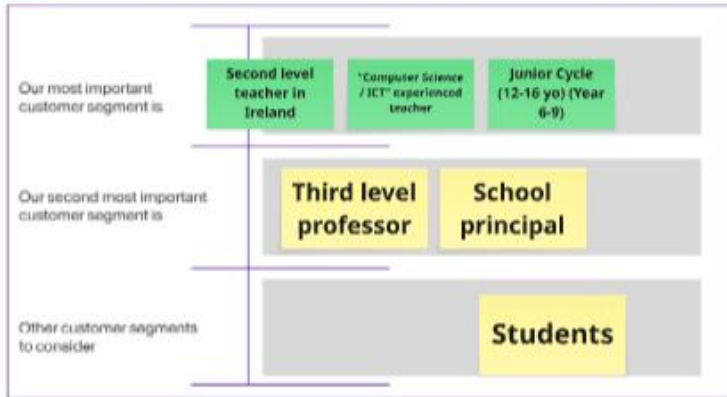 Our most important
customer segment is
Second level
teacher in
Ireland
"Computer Science
/ ICT" experienced
teacher
Junior Cycle
(12-16 yo) (Year
6-9)
Our second most important
customer segment is
Third level
professor
School
principal
Other customer segments
to consider
Students